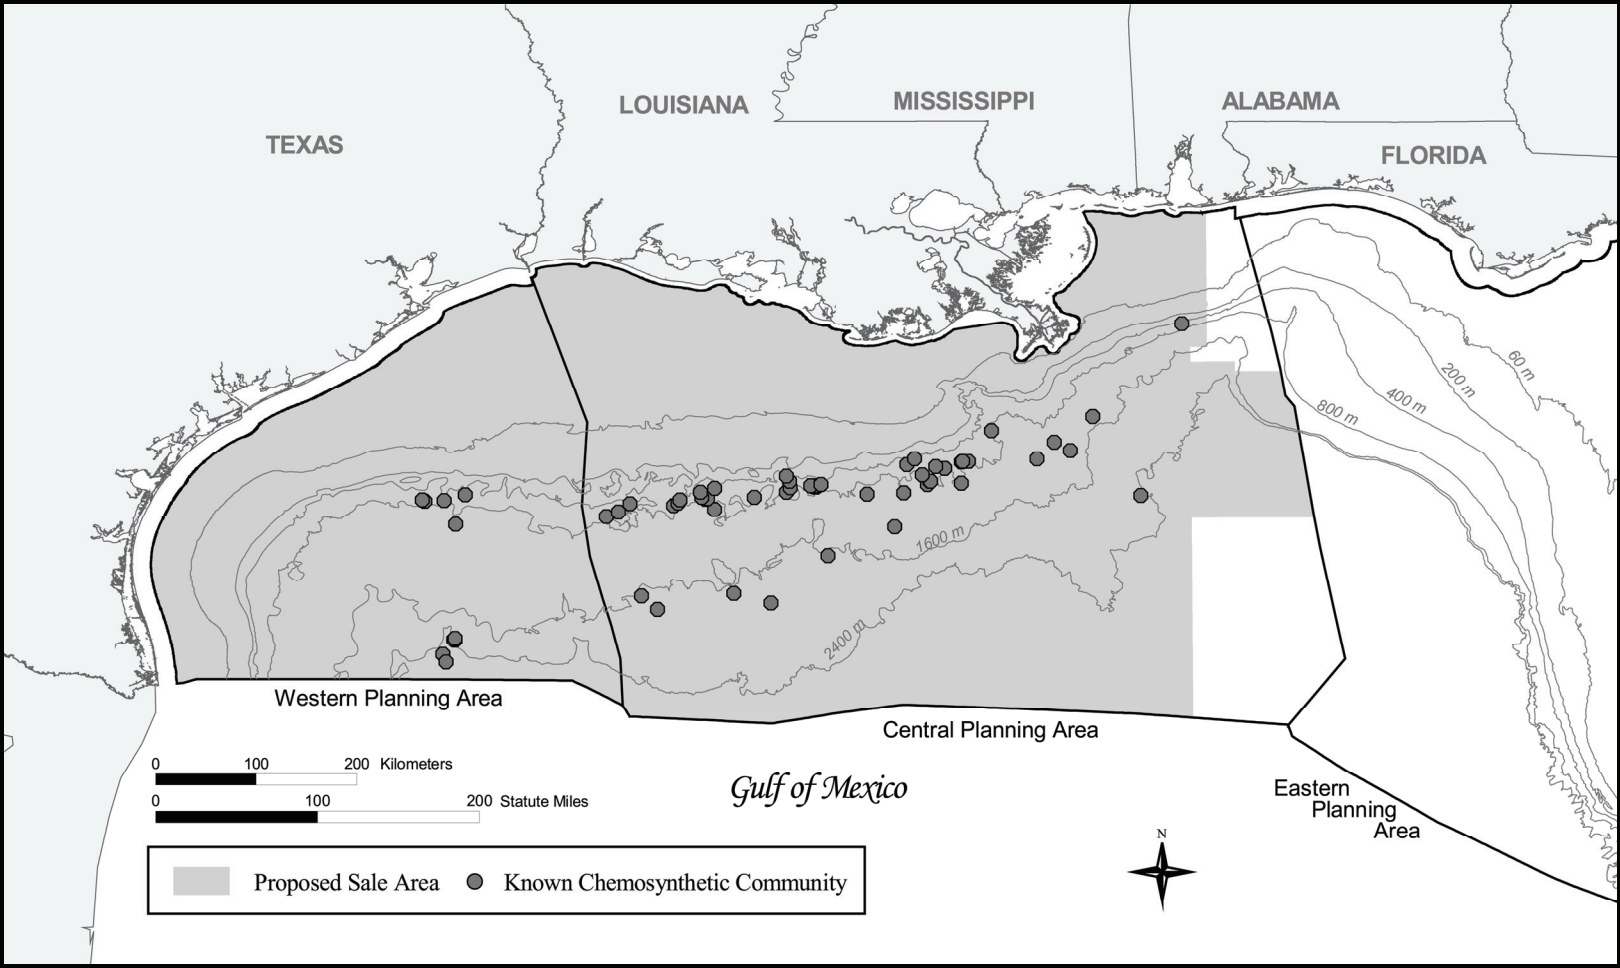 TEXAS
LOUISIANA
MISSISSIPPI
ALABAMA
FLORIDA
60 m
200 m
400 m
800 m
1600 m
2400 m
Western Planning Area
Central Planning Area
Eastern
Planning
Area
0 100 200 Kilometers
0 100 200 Statute Miles
Gulf of Mexico
N
Proposed Sale Area Known Chemosynthetic Community